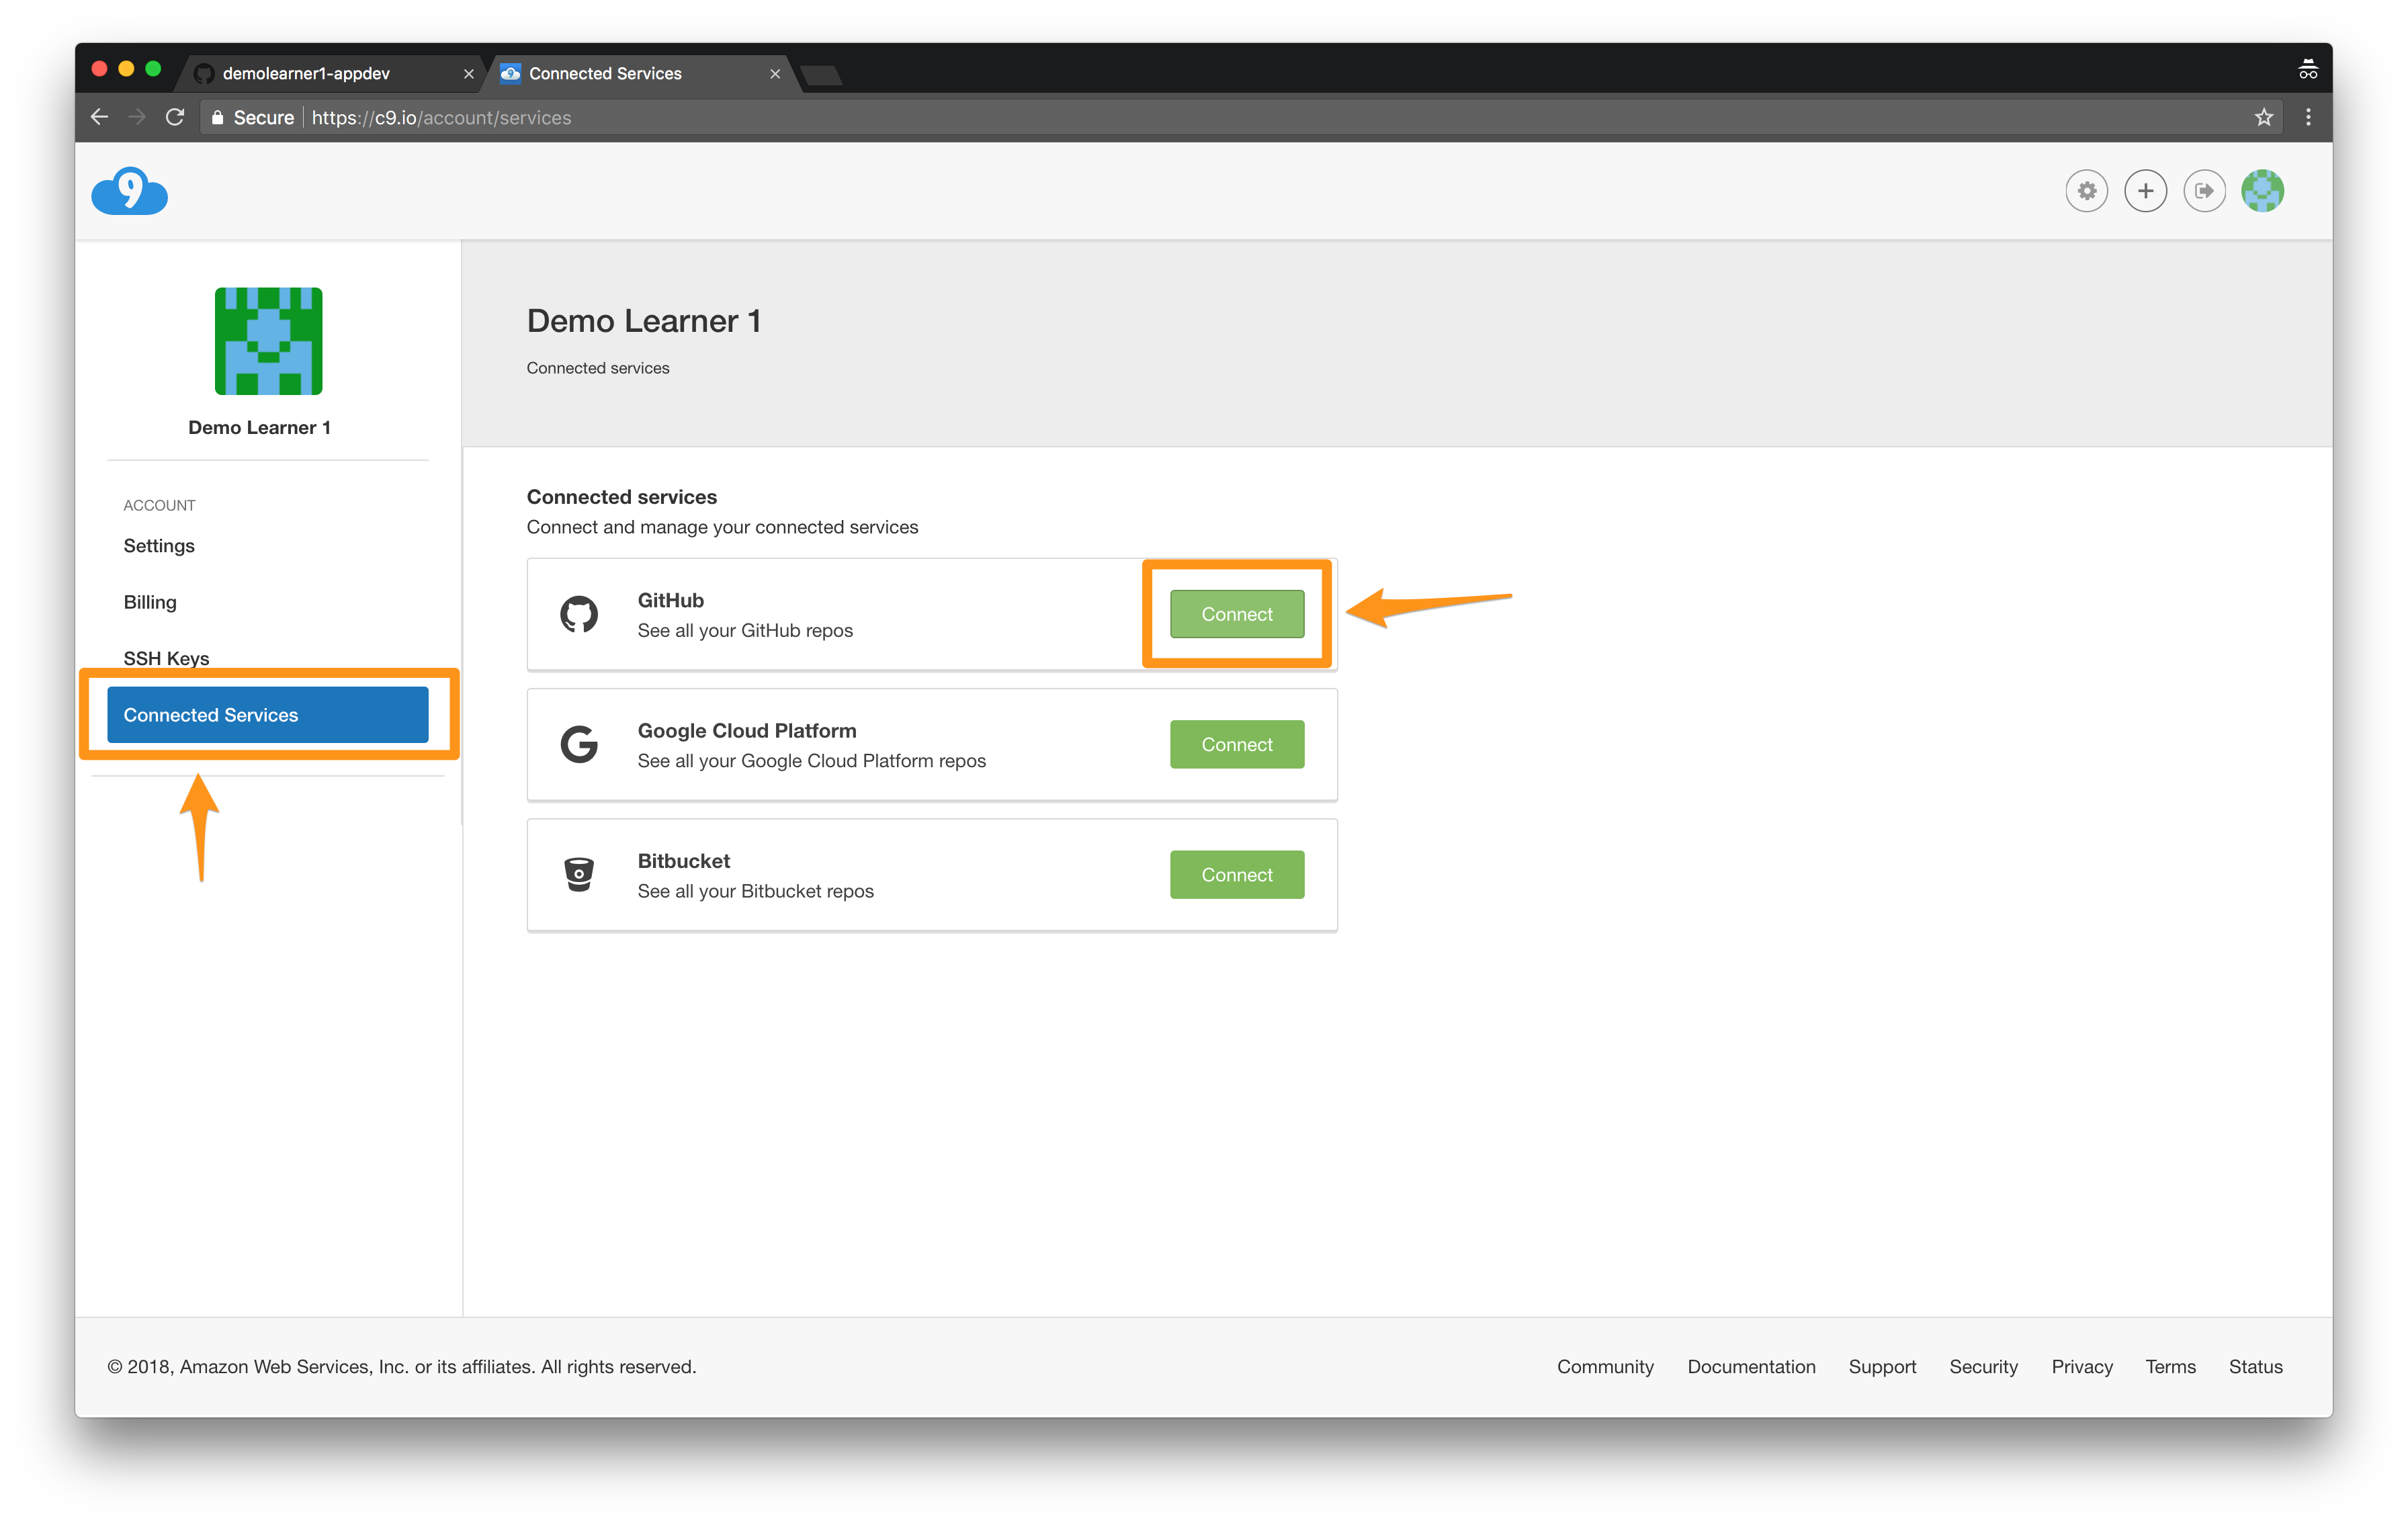 demolearner1-appdev
Connected Services
Secure https://c9.io/account/services
9
Demo Learner 1
Connected services
Demo Learner 1
ACCOUNT
Settings
Billing
SSH Keys
Connected Services
Connected services
Connect and manage your connected services
GitHub
See all your GitHub repos
Connect
Google Cloud Platform
See all your Google Cloud Platform repos
Connect
Bitbucket
See all your Bitbucket repos
Connect
© 2018, Amazon Web Services, Inc. or its affiliates. All rights reserved.
Community Documentation Support Security Privacy Terms Status